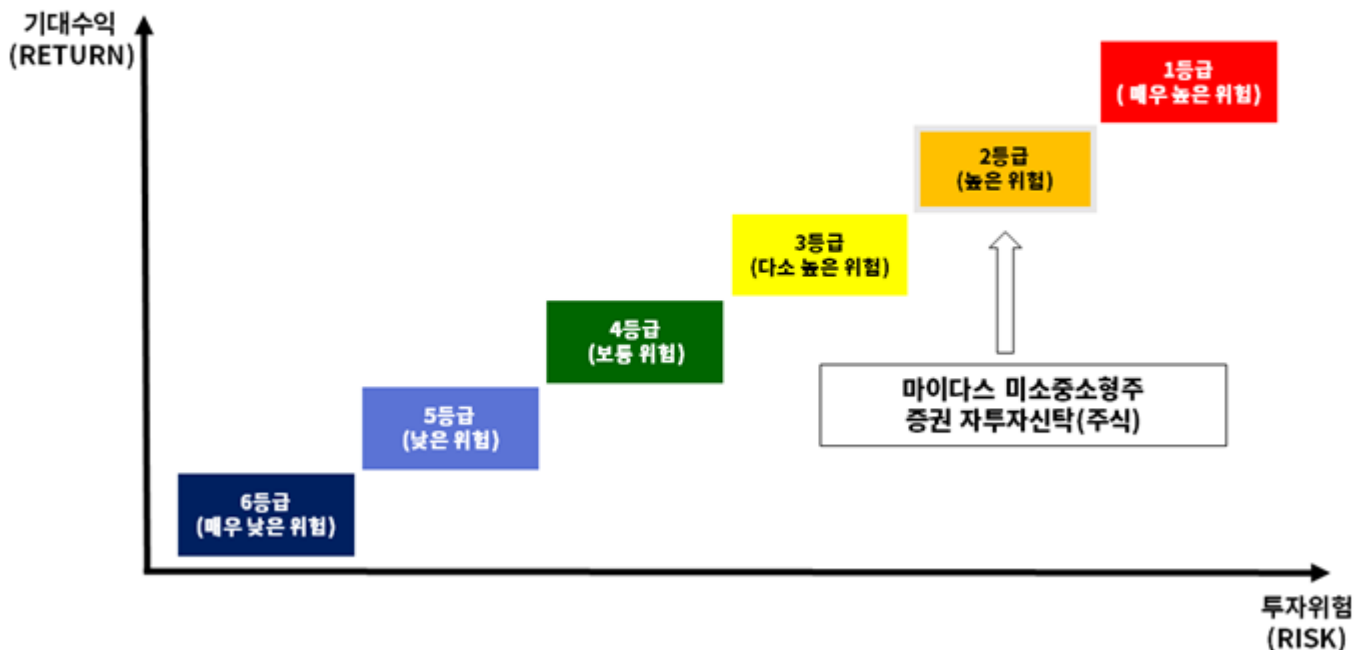 기대수익
(RETURN)
1등급
( 매우 높은 위험)
2등급
(높은 위험)
3등급
(다소 높은 위험)
4등급
(보통 위험)
마이다스 미소중소형주
증권 자투자신탁(주식)
5등급
(낮은 위험)
6등급
(매우 낮은 위험)
투자위험
(RISK)